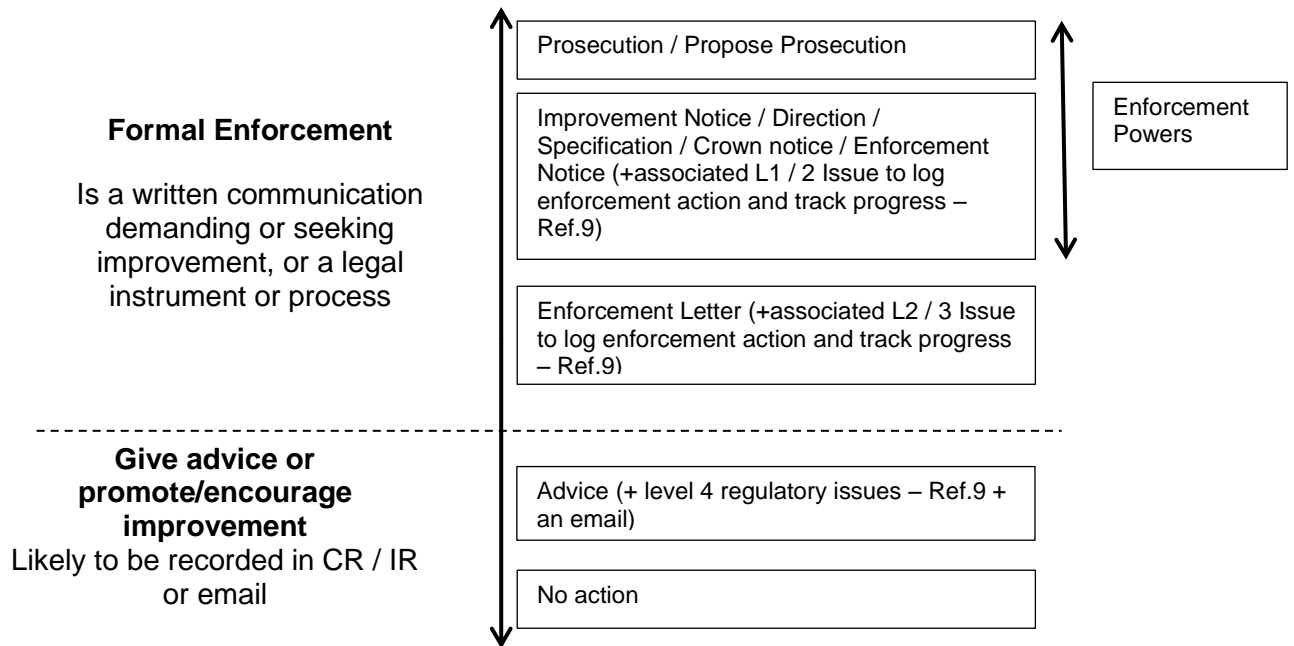 Prosecution / Propose Prosecution
Formal Enforcement
Is a written communication
demanding or seeking
improvement, or a legal
instrument or process
Improvement Notice / Direction /
Specification / Crown notice / Enforcement
Notice (+associated L1 / 2 Issue to log
enforcement action and track progress –
Ref.9)
Enforcement
Powers
Enforcement Letter (+associated L2 / 3 Issue
to log enforcement action and track progress
– Ref.9)
Give advice or
promote/encourage
improvement
Likely to be recorded in CR / IR
or email
Advice (+ level 4 regulatory issues – Ref.9 +
an email)
No action